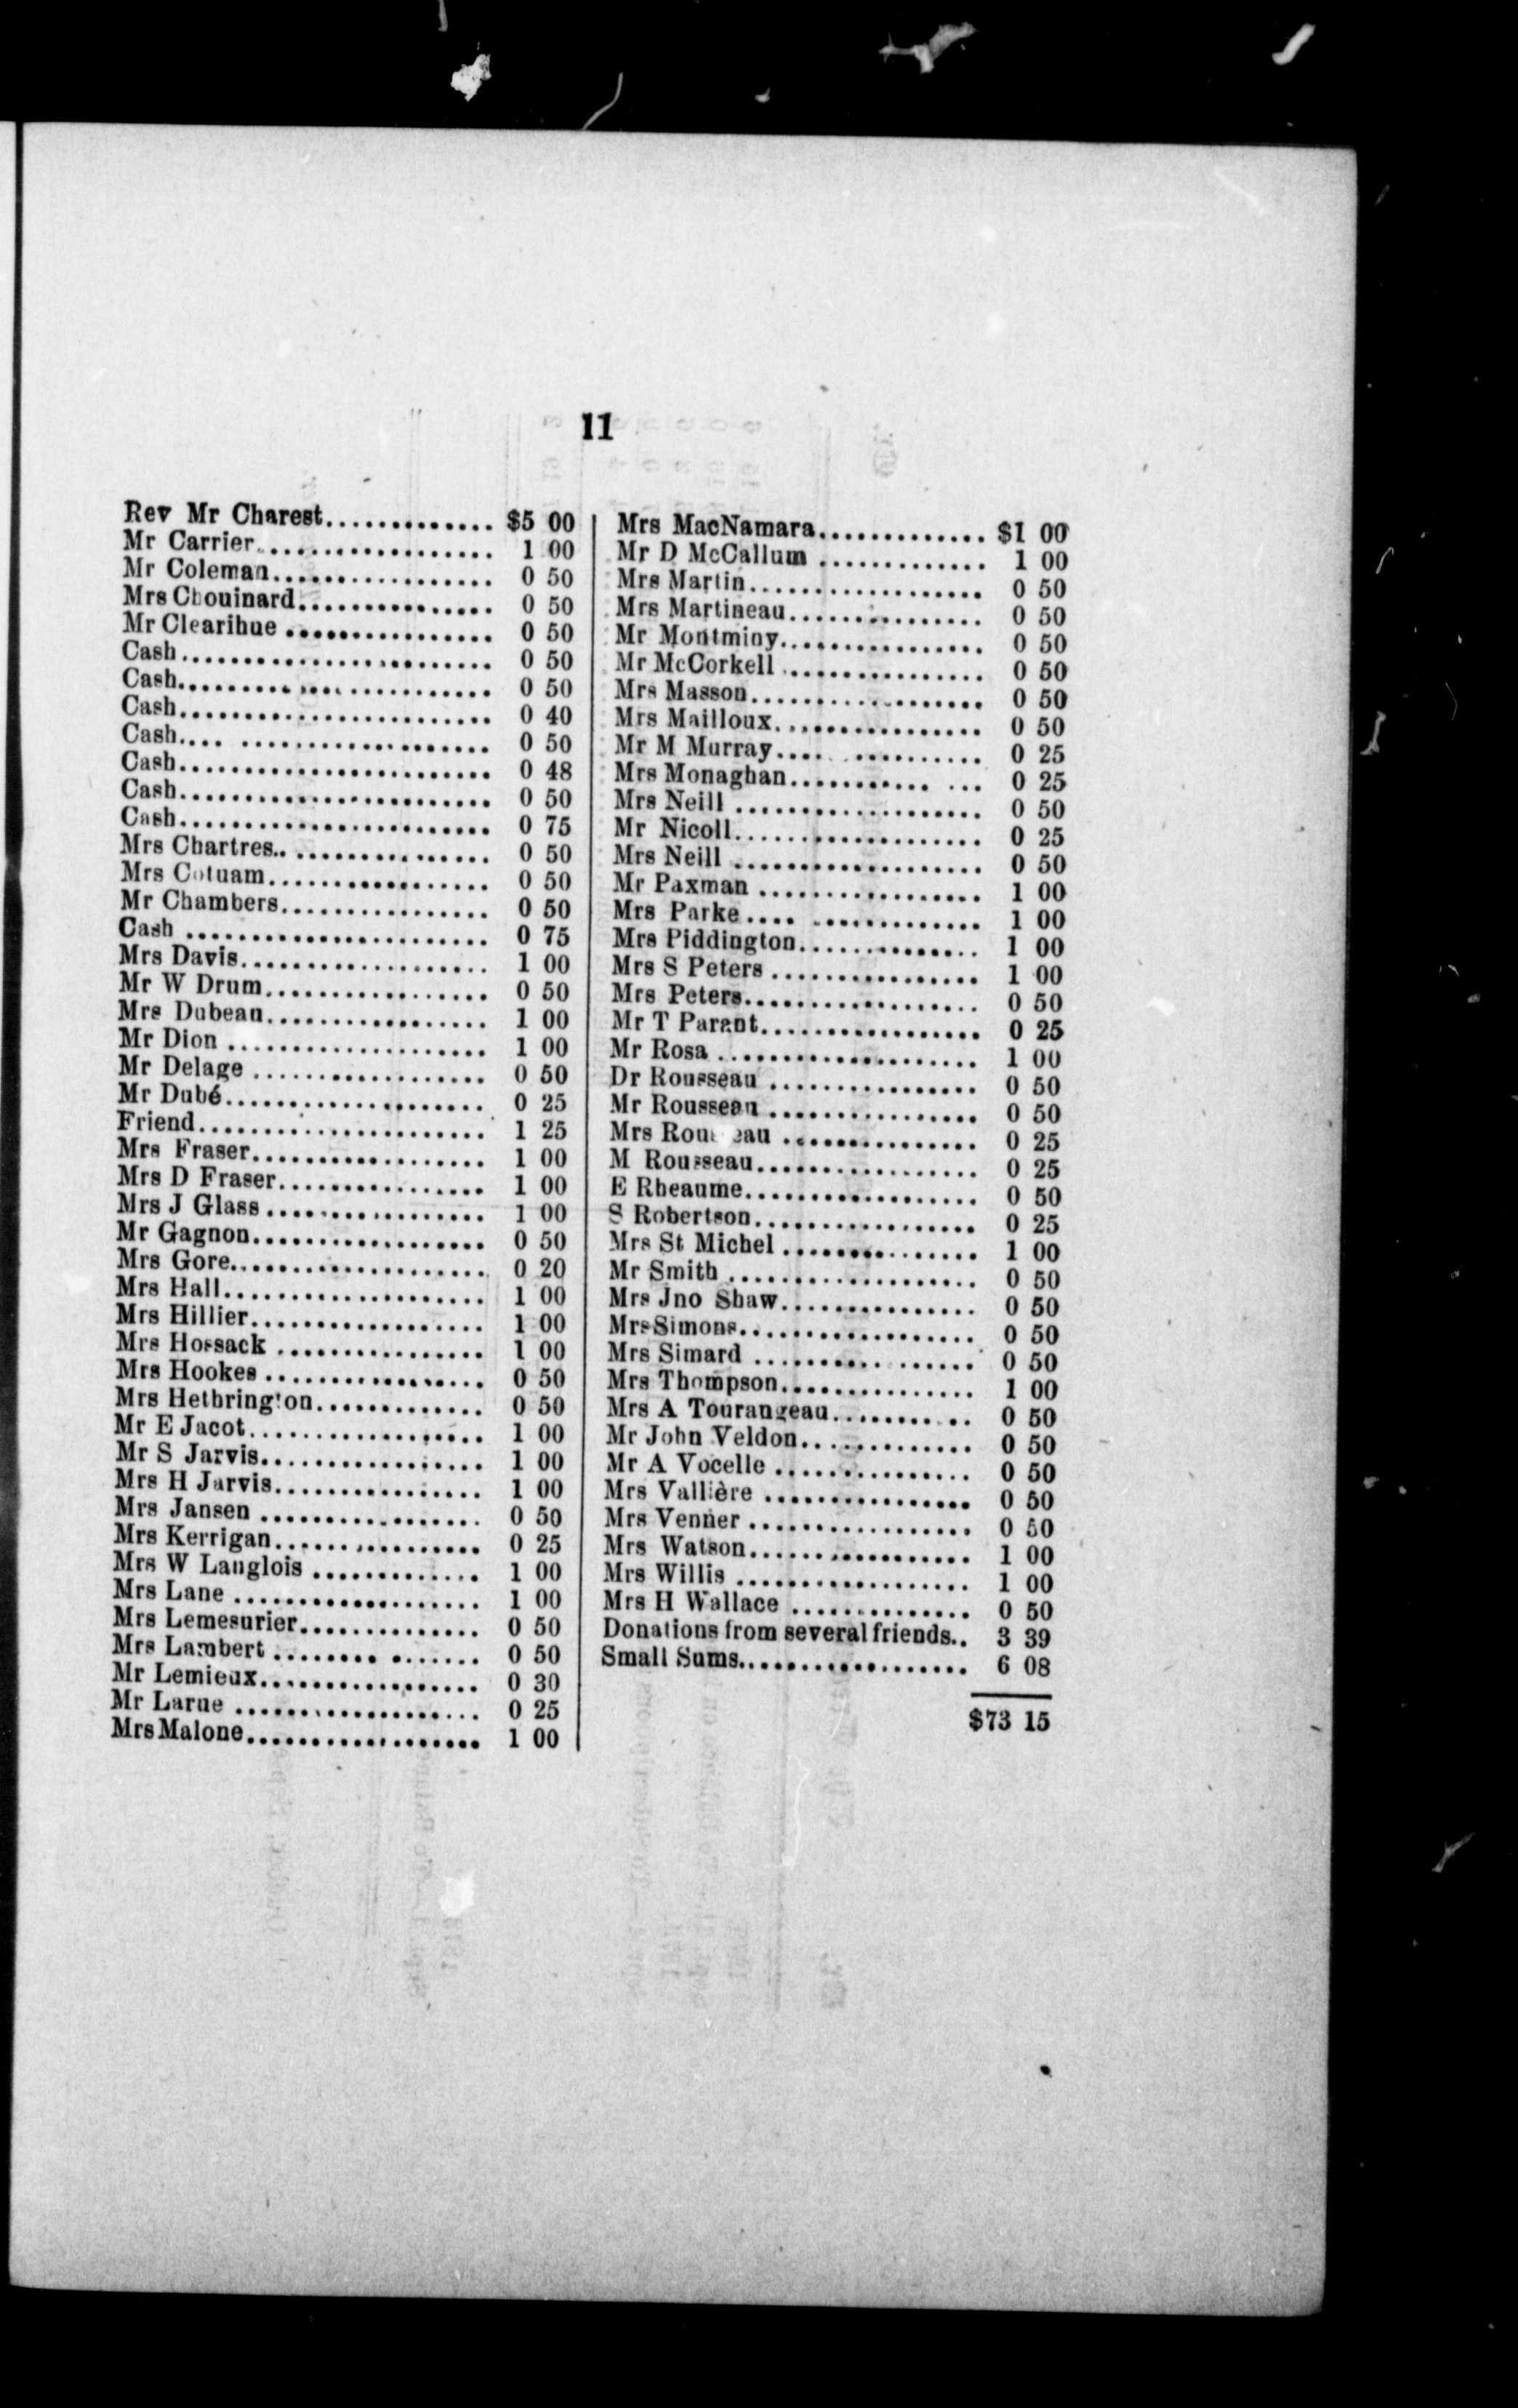 11
Rev Mr Charest.............. $5 00
Mr Carrier.................. 1 00
Mr Coleman................. 0 50
Mrs Chouinard............... 0 50
Mr Clearihue ................ 0 50
Cash........................ 0 50
Cash........................ 0 50
Cash........................ 0 40
Cash.... ................... 0 50
Cash........................ 0 48
Cash........................ 0 50
Cash........................ 0 75
Mrs Chartres.. ............... 0 50
Mrs Cotnam................. 0 50
Mr Chambers................ 0 50
Cash ....................... 0 75
Mrs Davis................... 1 00
Mr W Drum................. 0 50
Mrs Dubeau................. 1 00
Mr Dion .................... 1 00
Mr Delage .................. 0 50
Mr Dubé.................... 0 25
Friend...................... 1 25
Mrs Fraser.................. 1 00
Mrs D Fraser................ 1 00
Mrs J Glass ................. 1 00
Mr Gagnon.................. 0 50
Mrs Gore.................... 0 20
Mrs Hall.................... 1 00
Mrs Hillier.................. 1 00
Mrs Hossack ................ 1 00
Mrs Hookes ................. 0 50
Mrs Hethrington............. 0 50
Mr E Jacot.................. 1 00
Mr S Jarvis................. 1 00
Mrs H Jarvis................ 1 00
Mrs Jansen ................. 0 50
Mrs Kerrigan................ 0 25
Mrs W Langlois ............. 1 00
Mrs Lane ................... 1 00
Mrs Lemesurier.............. 0 50
Mrs Lambert ........ ....... 0 50
Mr Lemieux................. 0 30
Mr Larue ................... 0 25
Mrs Malone.................. 1 00
Mrs MacNamara............. $1 00
Mr D McCallum ............. 1 00
Mrs Martin.................. 0 50
Mrs Martineau............... 0 50
Mr Montminy................ 0 50
Mr McCorkell ............... 0 50
Mrs Masson.................. 0 50
Mrs Mailloux................ 0 50
Mr M Murray.... ............ 0 25
Mrs Monaghan........... ... 0 25
Mrs Neill ................... 0 50
Mr Nicoll................... 0 25
Mrs Neill ................... 0 50
Mr Paxman ................. 1 00
Mrs Parke.... ............. 1 00
Mrs Piddington.............. 1 00
Mrs S Peters ................ 1 00
Mrs Peters.................. 0 50
Mr T Parent................. 0 25
Mr Rosa .................... 1 00
Dr Rousseau ................ 0 50
Mr Rousseau ................ 0 50
Mrs Rou eau ............... 0 25
M Rousseau................. 0 25
E Rheaume.................. 0 50
S Robertson................. 0 25
Mrs St Michel ............... 1 00
Mr Smith ................... 0 50
Mrs Jno Shaw............... 0 50
Mrs Simons.................. 0 50
Mrs Simard ................. 0 50
Mrs Thompson............... 1 00
Mrs A Tourangeau........... 0 50
Mr John Veldon............. 0 50
Mr A Vocelle ............... 0 50
Mrs Vallière ................ 0 50
Mrs Venner ................. 0 50
Mrs Watson................. 1 00
Mrs Willis .................. 1 00
Mrs H Wallace .............. 0 50
Donations from several friends.. 3 39
Small Sums.................. 6 08
$73 15